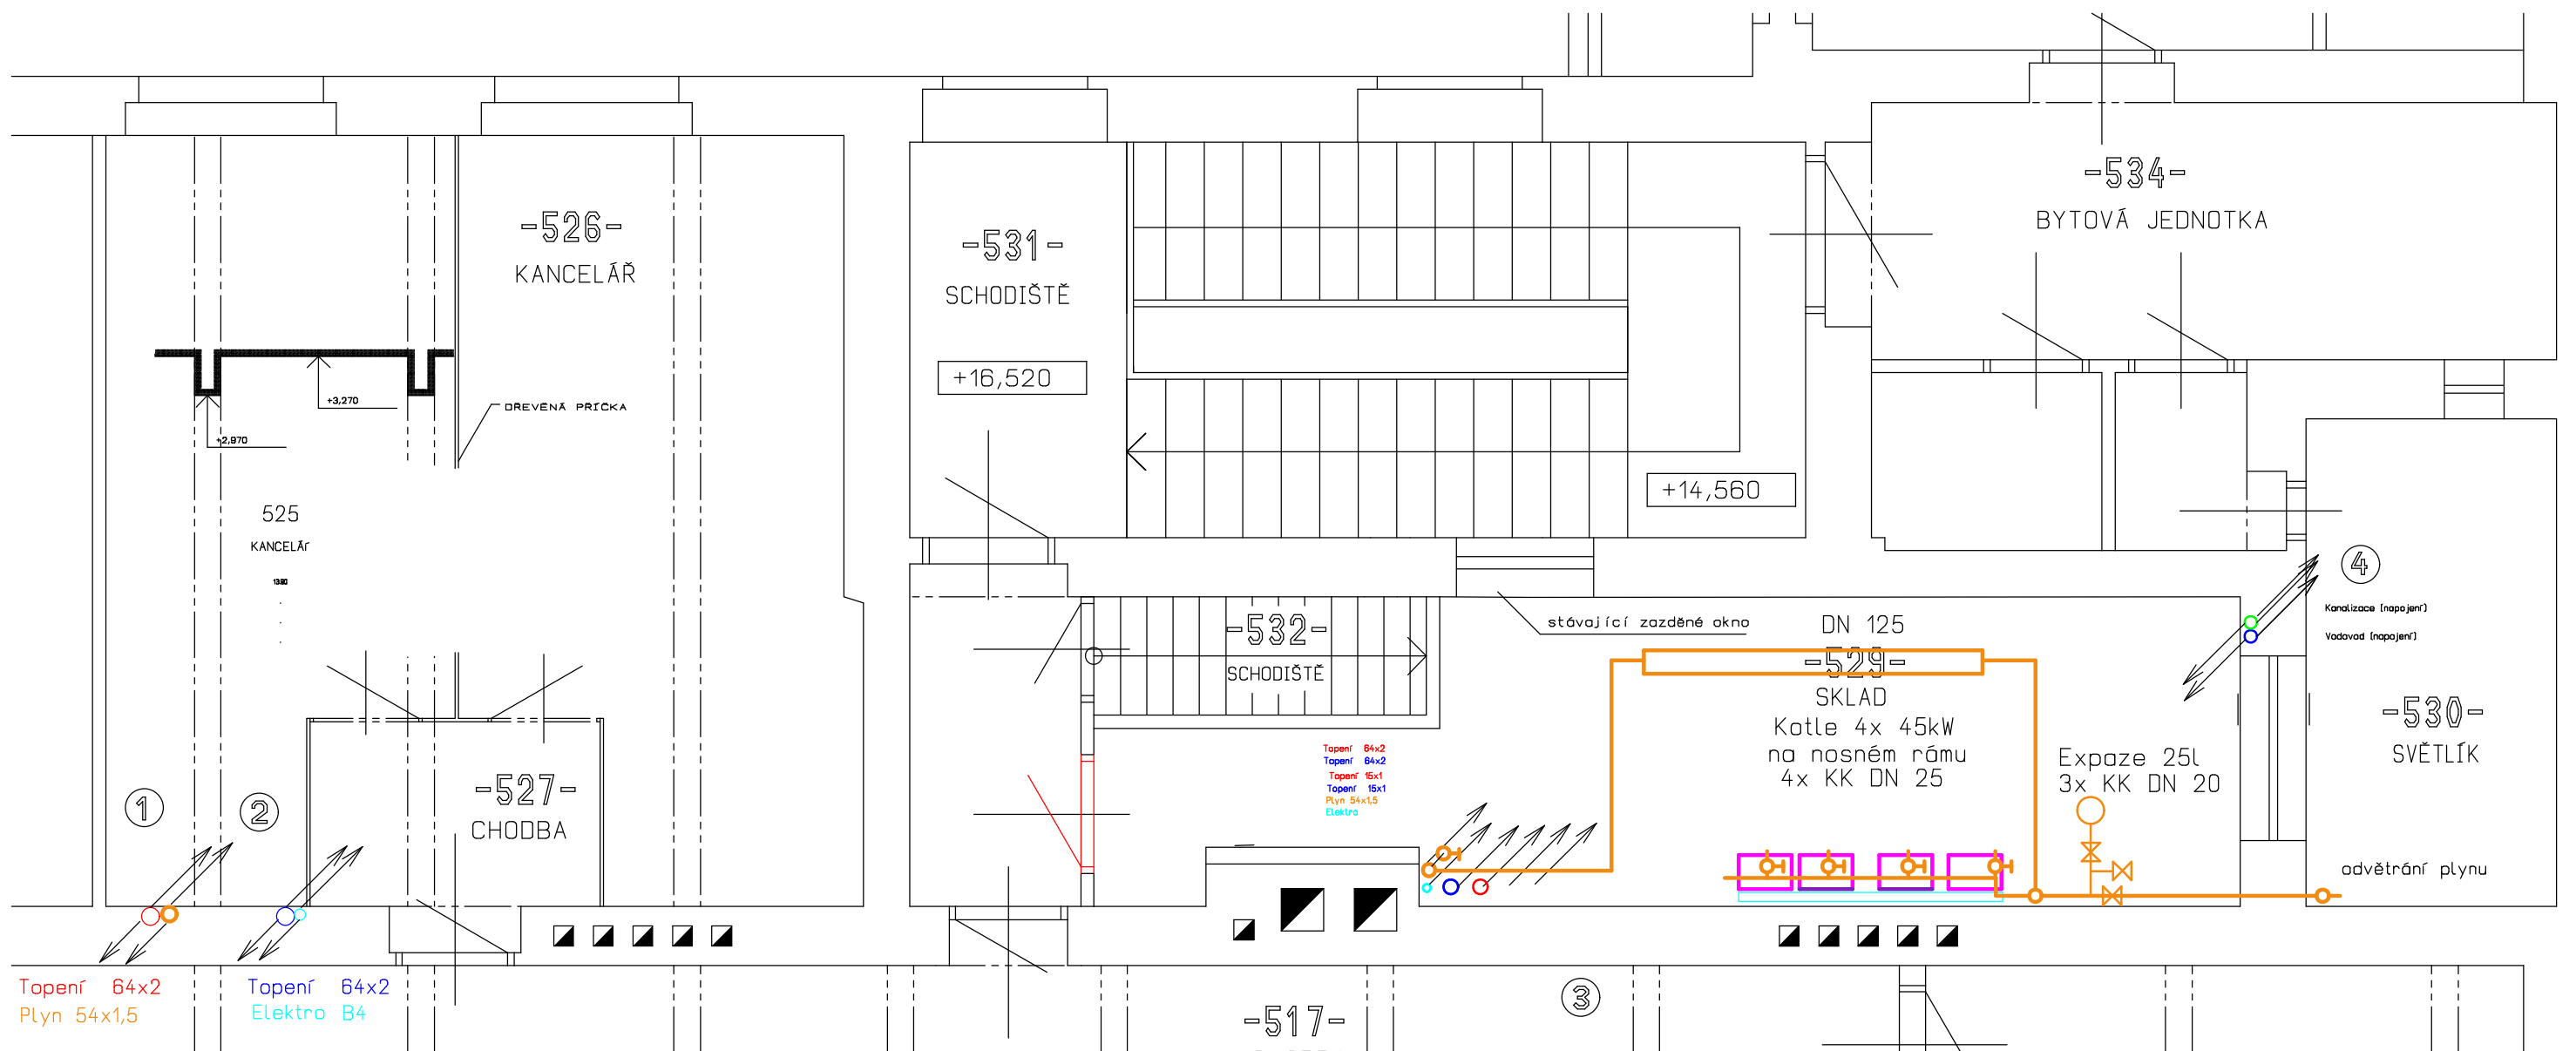 -526-
KANCELÁŘ
+3,270
+2,970
DŘEVĚNÁ PŘÍČKA
525
KANCELÁř
-527-
CHODBA
1
2
Topení 64x2
Plyn 54x1,5
Topení 64x2
Elektro B4
-531-
SCHODIŠTĚ
+16,520
+14,560
-532-
SCHODIŠTĚ
stávající zazděné okno
Topení 64x2
Topení 64x2
Topení 15x1
Topení 15x1
Plyn 54x1,5
Elektro
-517-
3
-534-
BYTOVÁ JEDNOTKA
DN 125
-529-
SKLAD
Kotle 4x 45kW
na nosném rámu
4x KK DN 25
Expaze 25l
3x KK DN 20
4
Kanalizace (napojení)
Vodovod (napojení)
-530-
SVĚTLÍK
odvětrání plynu